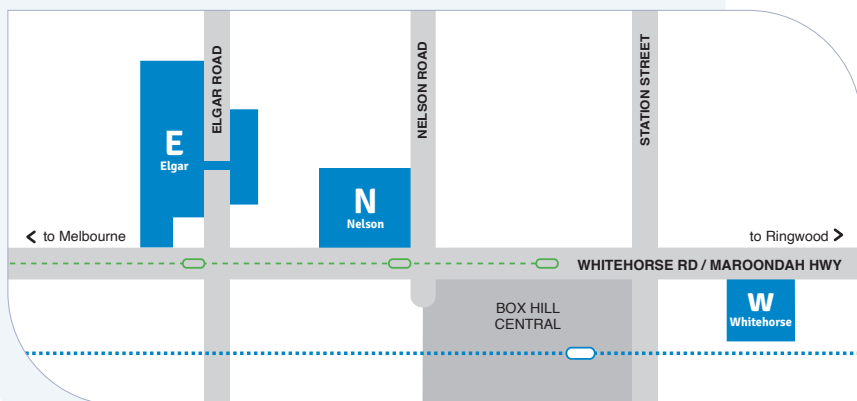 ELGAR ROAD
NELSON ROAD
STATION STREET
E
Elgar
N
Nelson
< to Melbourne
to Ringwood >
WHITEHORSE RD / MAROONDAH HWY
BOX HILL
CENTRAL
W
Whitehorse